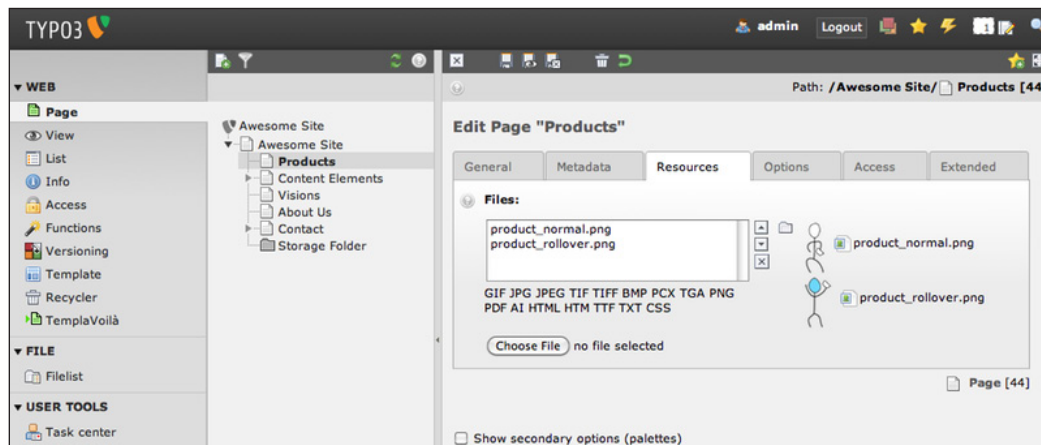 TYPO3
admin
Logout
1
WEB
Page
View
List
Info
Access
Functions
Versioning
Template
Recycler
TemplaVoilà
FILE
Filelist
USER TOOLS
Task center
Awesome Site
Awesome Site
Products
Content Elements
Visions
About Us
Contact
Storage Folder
Path: /Awesome Site/ Products [44
Edit Page "Products"
General Metadata Resources Options Access Extended
Files:
product_normal.png
product_rollover.png
product_normal.png
product_rollover.png
GIF JPG JPEG TIF TIFF BMP PCX TGA PNG
PDF AI HTML HTM TTF TXT CSS
Choose File no file selected
Page [44]
Show secondary options (palettes)